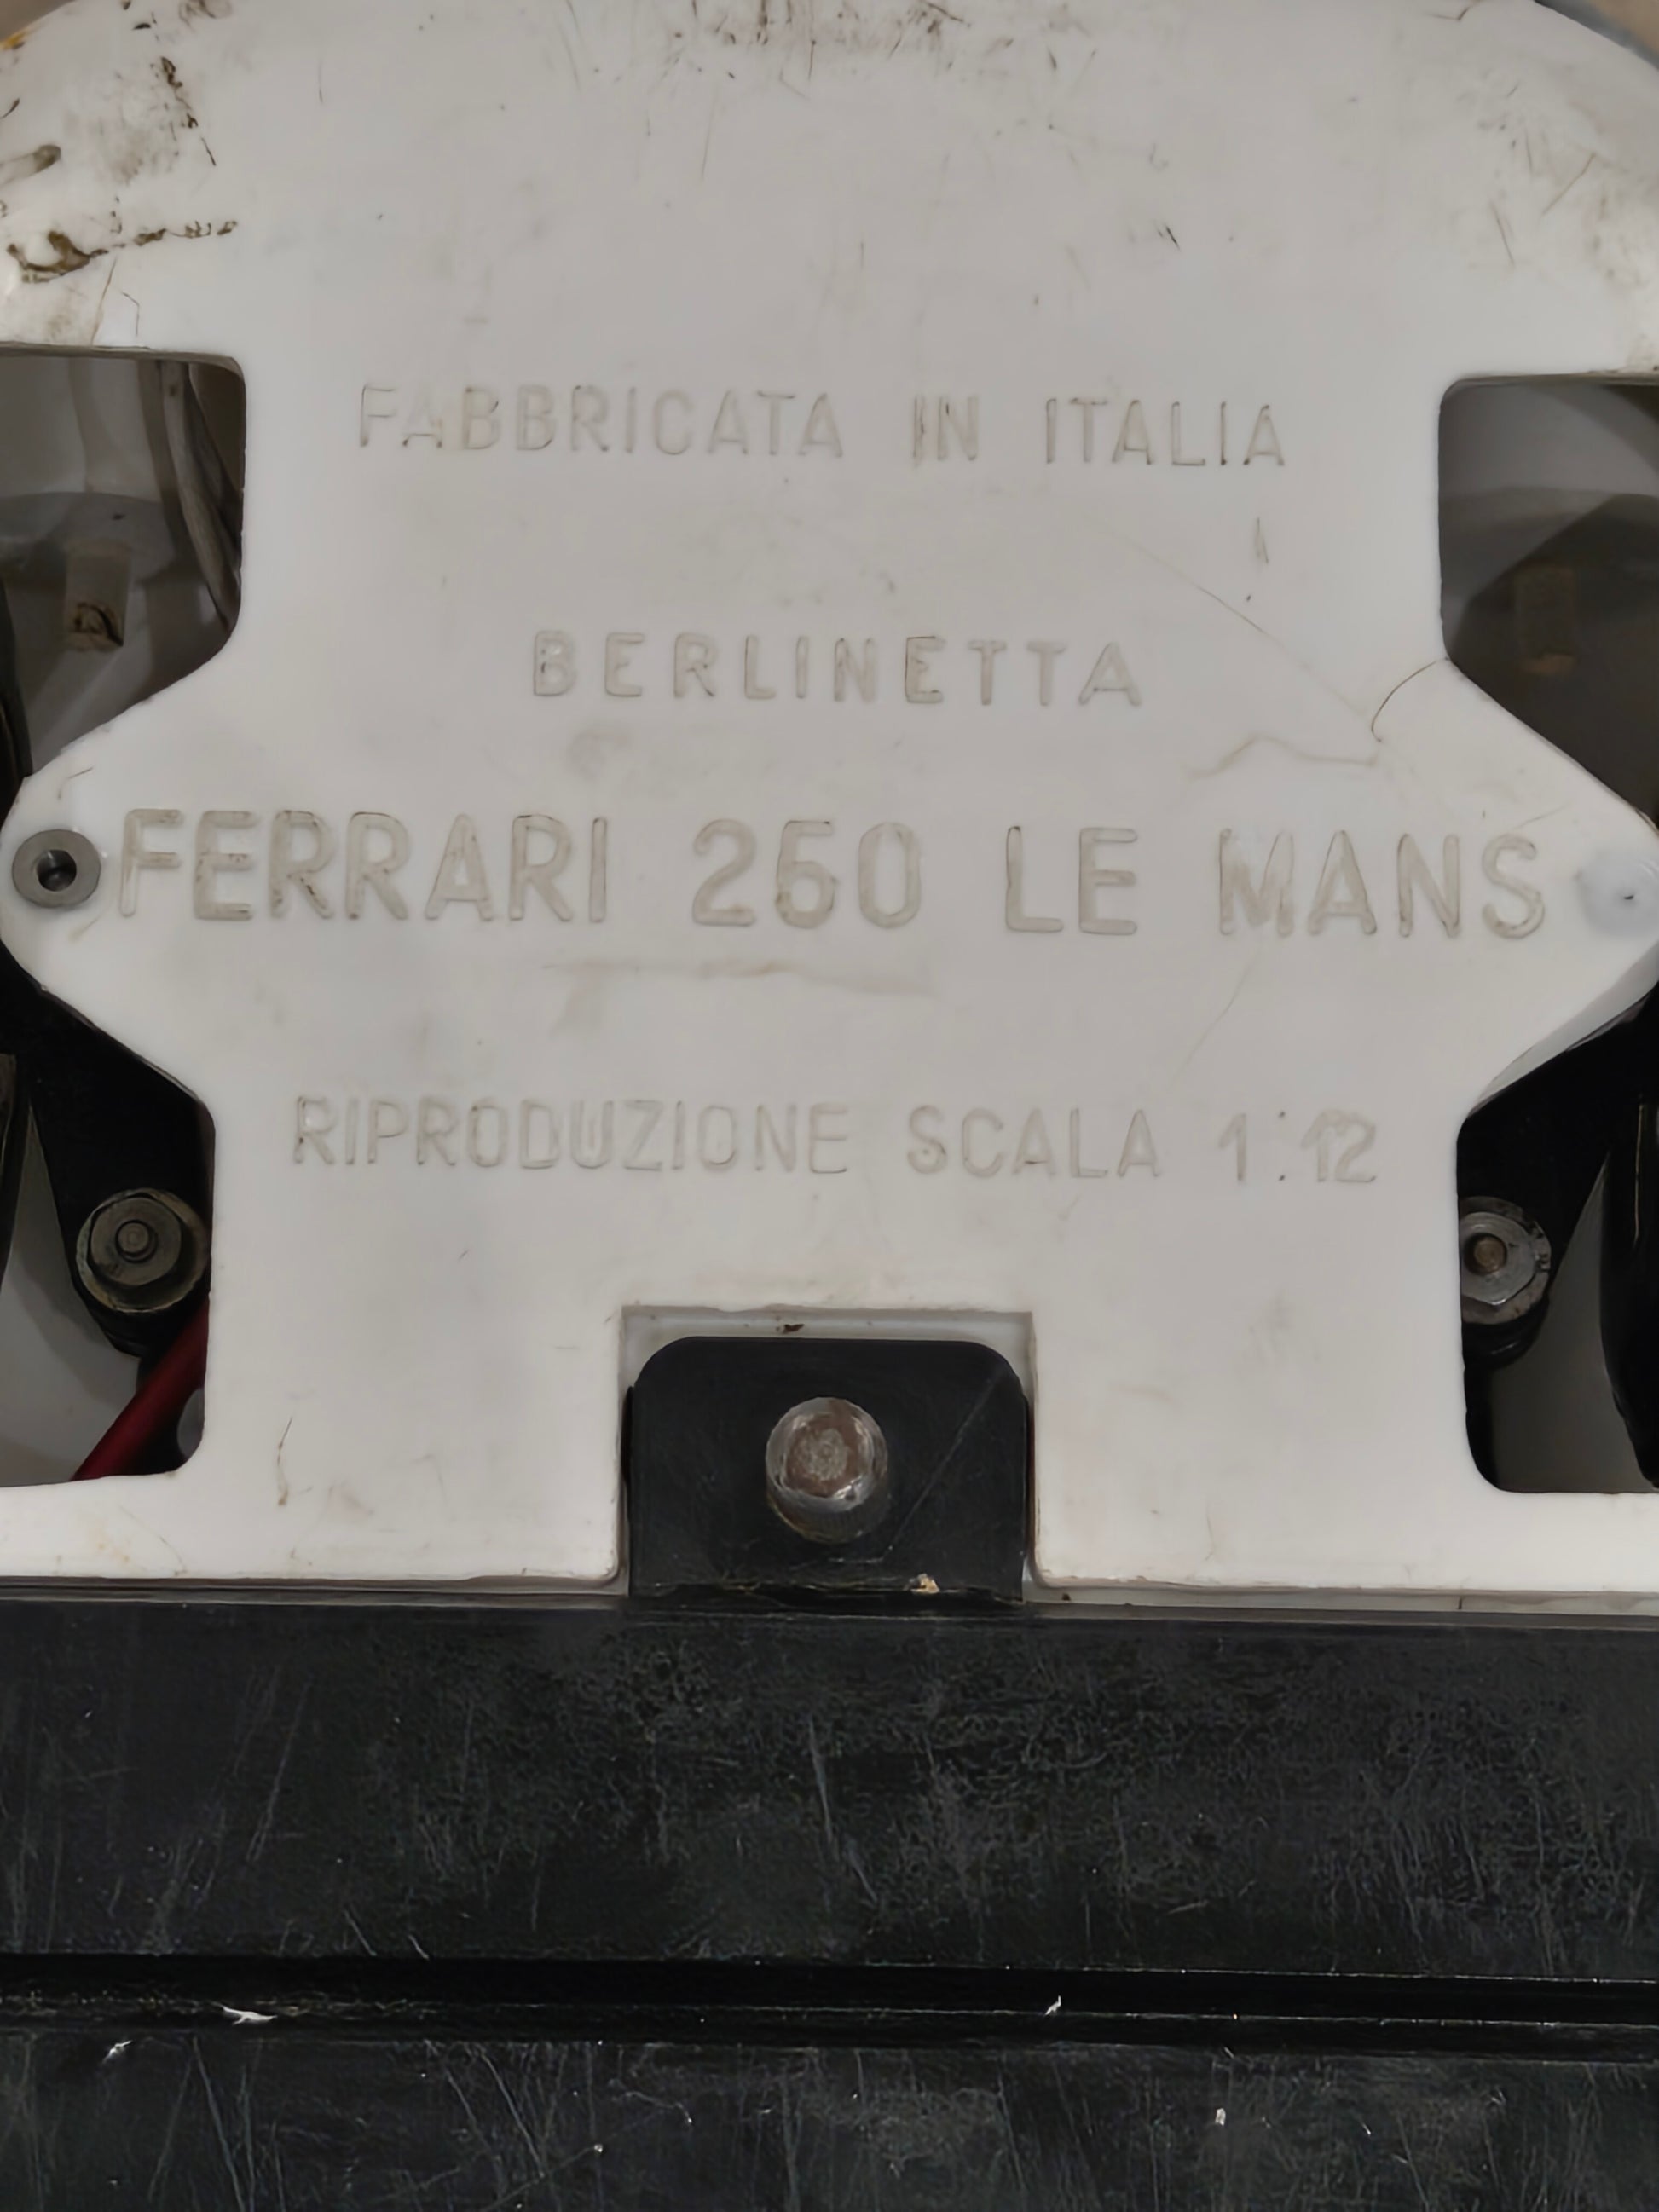 FABBRICATA IN ITALIA
BERLINETTA
FERRARI 250 LE MANS
RIPRODUZIONE SCALA 1:12